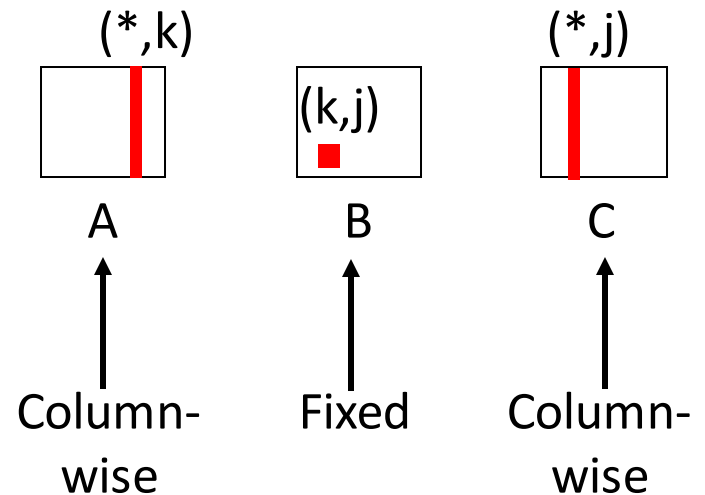 (*,k)
(*,j)
(k,j)
A
B
C
Column-
wise
Fixed
Column-
wise